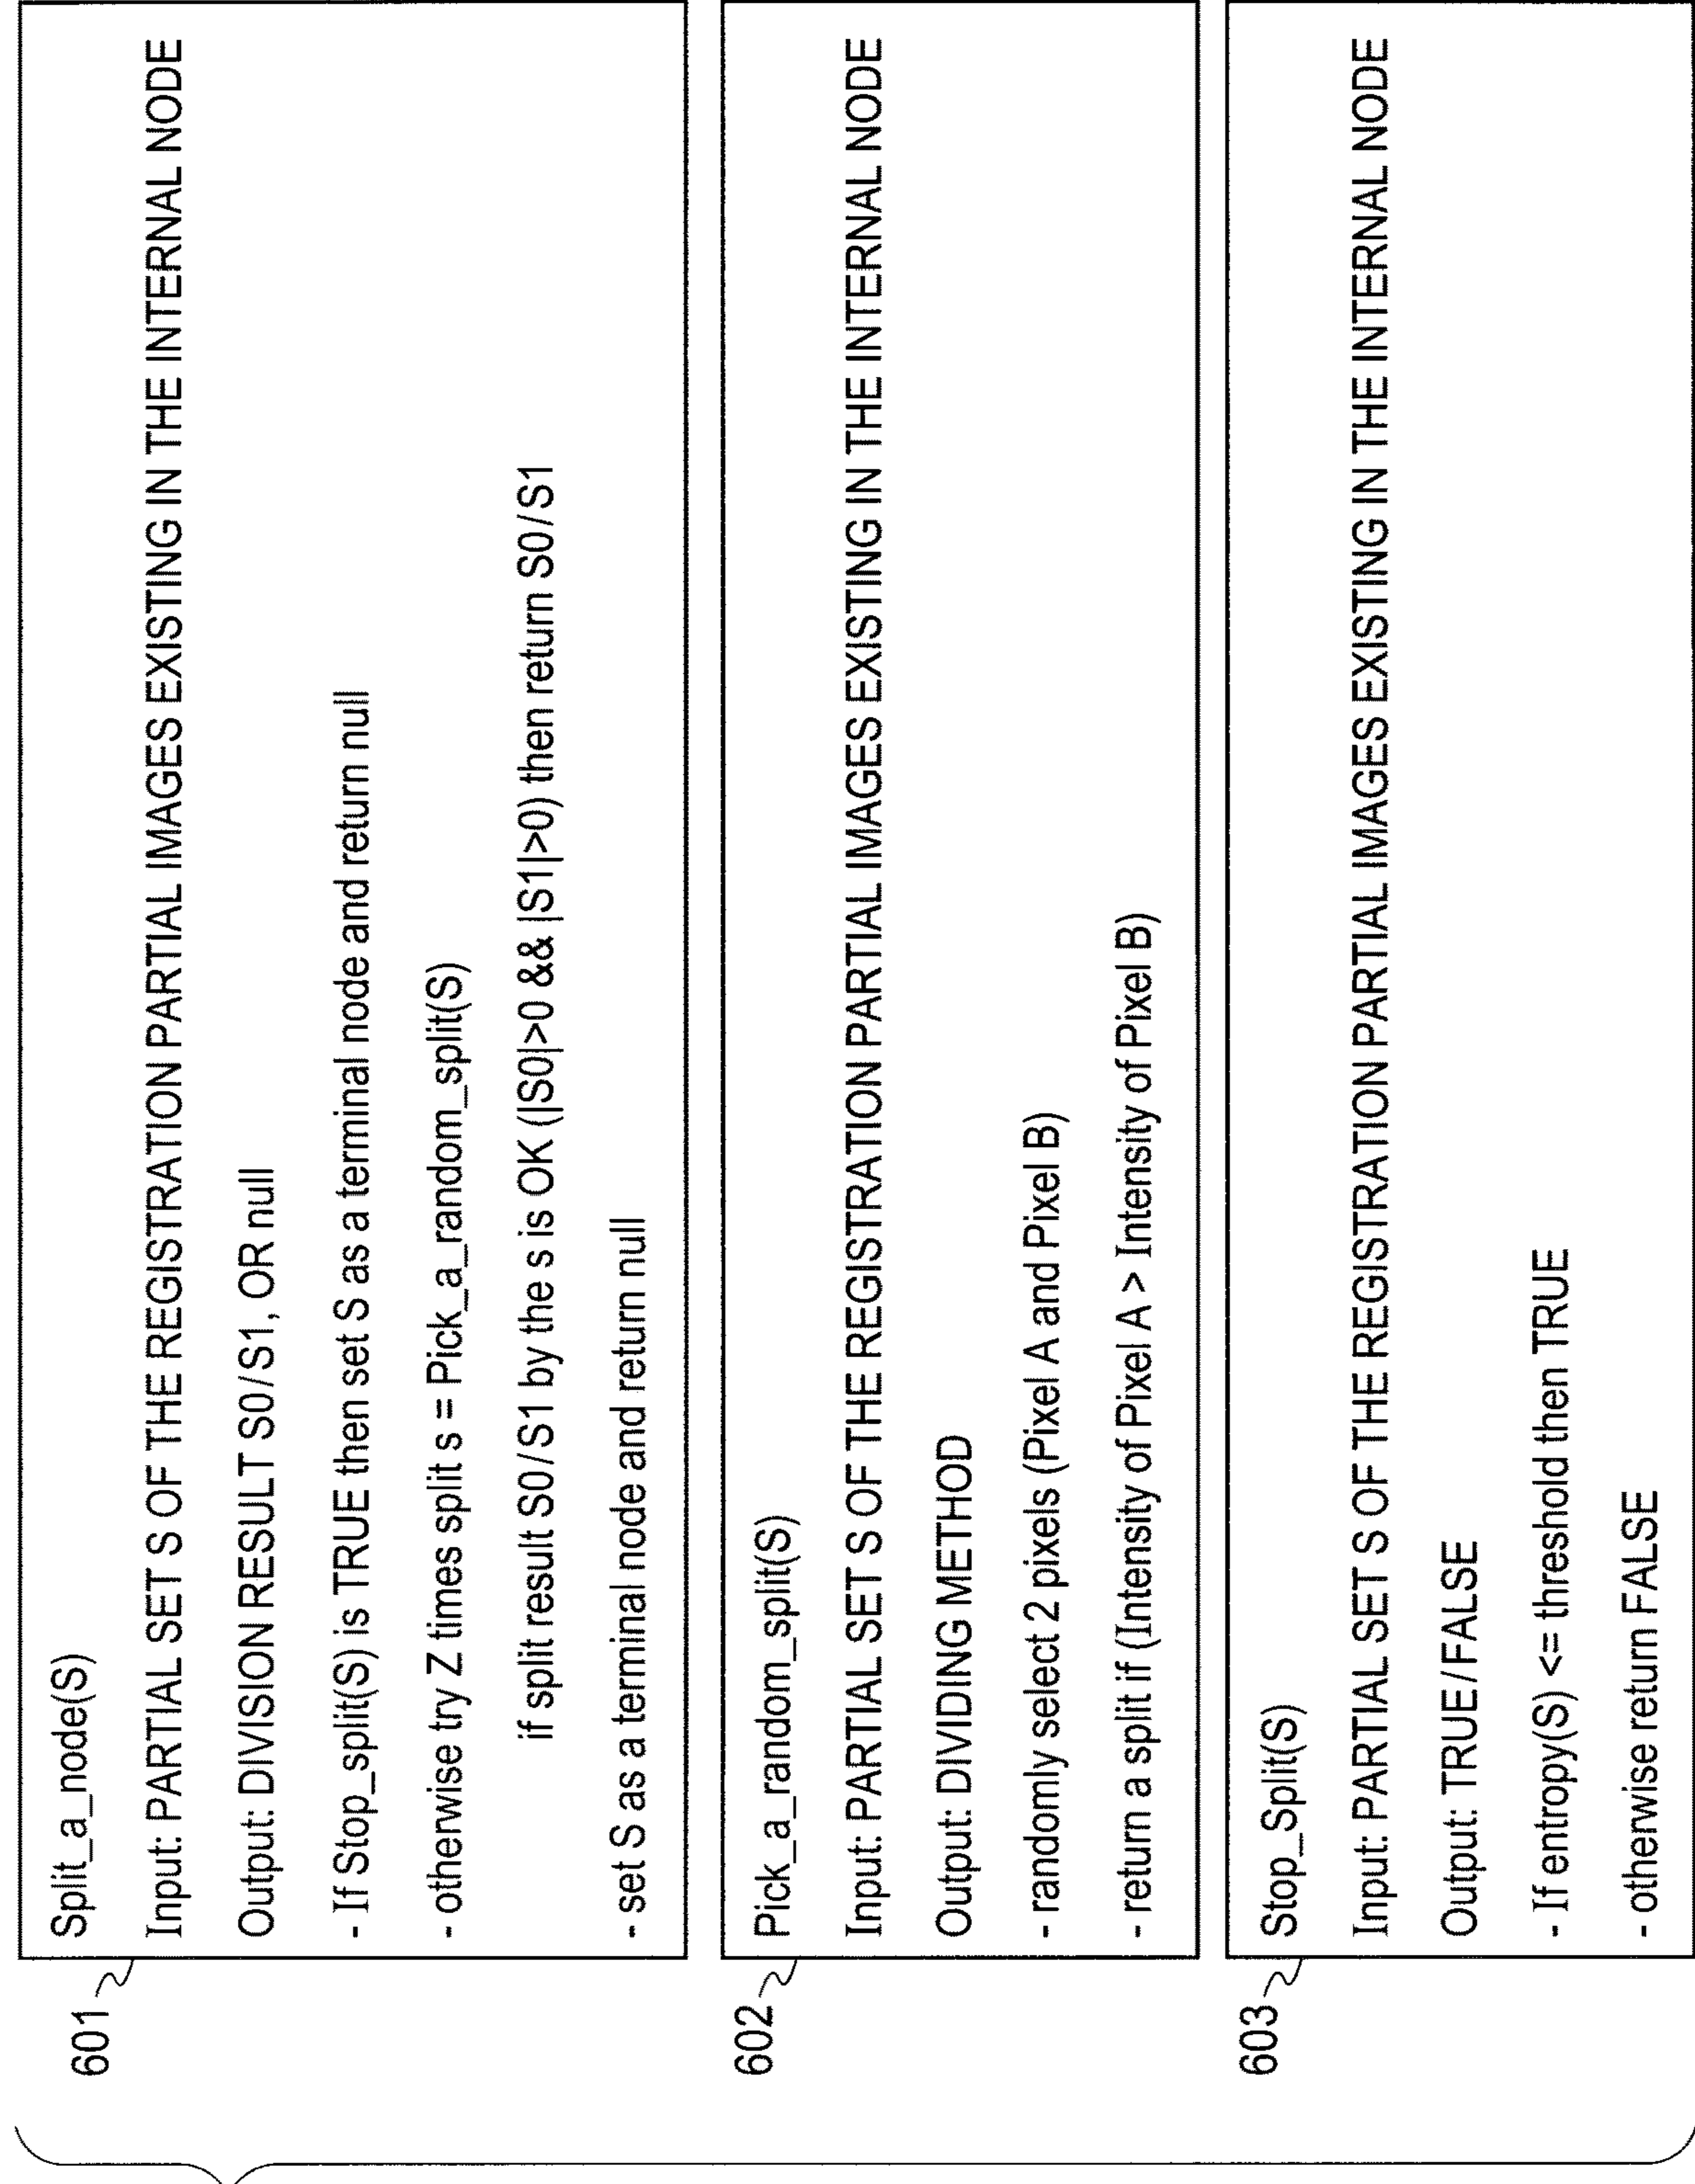 601
Split_a_node(S)
Input: PARTIAL SET S OF THE REGISTRATION PARTIAL IMAGES EXISTING IN THE INTERNAL NODE
Output: DIVISION RESULT S0/S1, OR null
- If Stop_split(S) is TRUE then set S as a terminal node and return null
- otherwise try Z times split s = Pick_a_random_split(S)
if split result S0/S1 by the s is OK (|S0|>0 && |S1|>0) then return S0/S1
- set S as a terminal node and return null
602
Pick_a_random_split(S)
Input: PARTIAL SET S OF THE REGISTRATION PARTIAL IMAGES EXISTING IN THE INTERNAL NODE
Output: DIVIDING METHOD
- randomly select 2 pixels (Pixel A and Pixel B)
- return a split if (Intensity of Pixel A > Intensity of Pixel B)
603
Stop_Split(S)
Input: PARTIAL SET S OF THE REGISTRATION PARTIAL IMAGES EXISTING IN THE INTERNAL NODE
Output: TRUE/FALSE
- If entropy(S) <= threshold then TRUE
- otherwise return FALSE